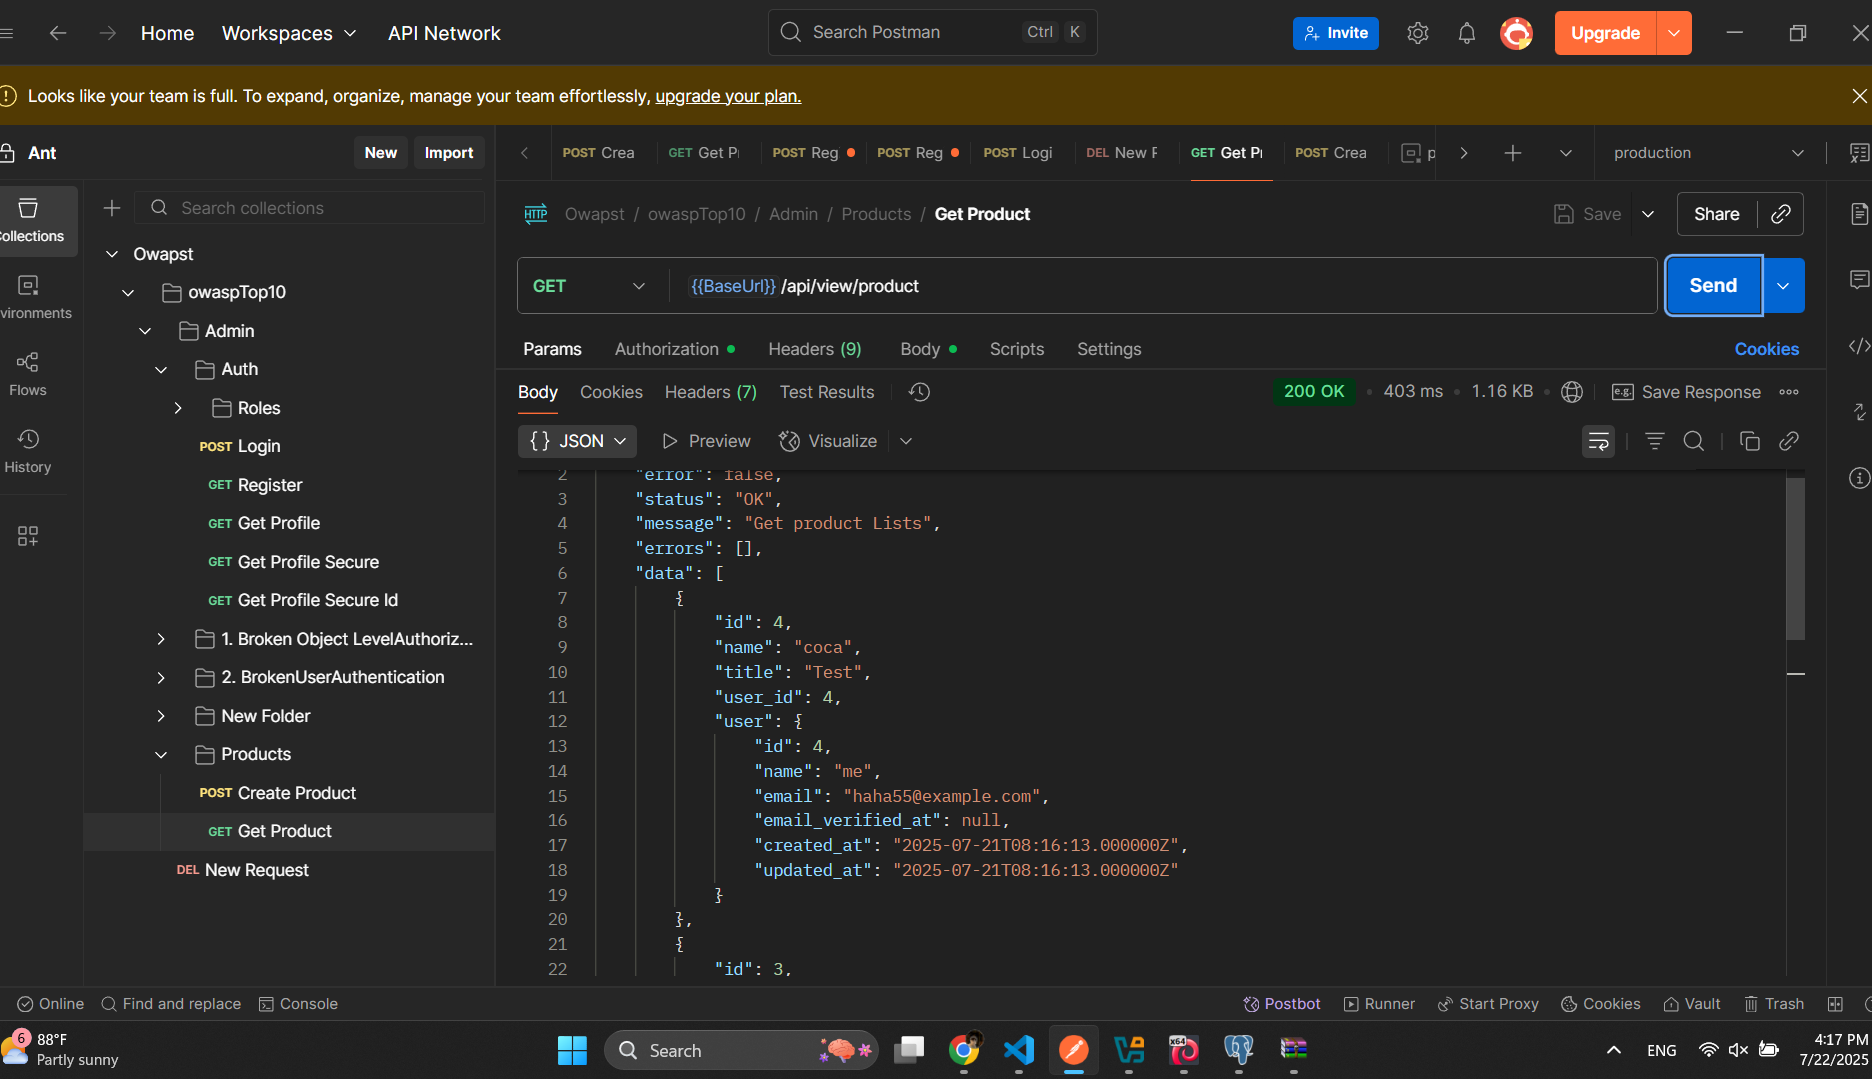 Home Workspaces API Network Search Postman Ctrl K Invite Upgrade
Looks like your team is full. To expand, organize, manage your team effortlessly, upgrade your plan.
Ant New Import
POST Crea GET Get P POST Reg POST Reg POST Logi DEL New GET Get P POST Crea p production
Search collections
Collections
Environments
Flows
History
Owapst
owaspTop10
Admin
Auth
Roles
POST Login
GET Register
GET Get Profile
GET Get Profile Secure
GET Get Profile Secure Id
1. Broken Object LevelAuthoriz...
2. BrokenUserAuthentication
New Folder
Products
POST Create Product
GET Get Product
DEL New Request
HTTP Owapst / owaspTop10 / Admin / Products / Get Product Save Share
GET {{BaseUrl}} /api/view/product Send
Params Authorization Headers (9) Body Scripts Settings Cookies
Body Cookies Headers (7) Test Results 200 OK 403 ms 1.16 KB e.g. Save Response
{} JSON Preview Visualize
2 "error": false,
3 "status": "OK",
4 "message": "Get product Lists",
5 "errors": [],
6 "data": [
7 {
8 "id": 4,
9 "name": "coca",
10 "title": "Test",
11 "user_id": 4,
12 "user": {
13 "id": 4,
14 "name": "me",
15 "email": "haha55@example.com",
16 "email_verified_at": null,
17 "created_at": "2025-07-21T08:16:13.000000Z",
18 "updated_at": "2025-07-21T08:16:13.000000Z"
19 }
20 },
21 {
22 "id": 3,
Online Find and replace Console Postbot Runner Start Proxy Cookies Vault Trash
6 88°F
Partly sunny
Search
x64
ENG
4:17 PM
7/22/2025